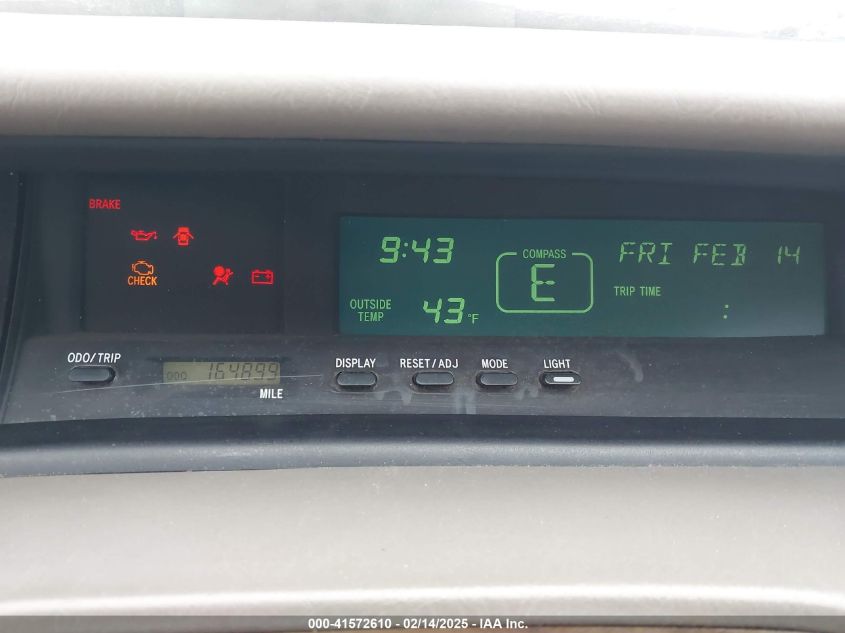 BRAKE
CHECK
9:43
COMPASS
E
FRI FEB 14
TRIP TIME
:
OUTSIDE
TEMP
43°F
ODO/TRIP
ODO 164899
MILE
DISPLAY
RESET/ADJ
MODE
LIGHT
000-41572610 - 02/14/2025 - IAA Inc.